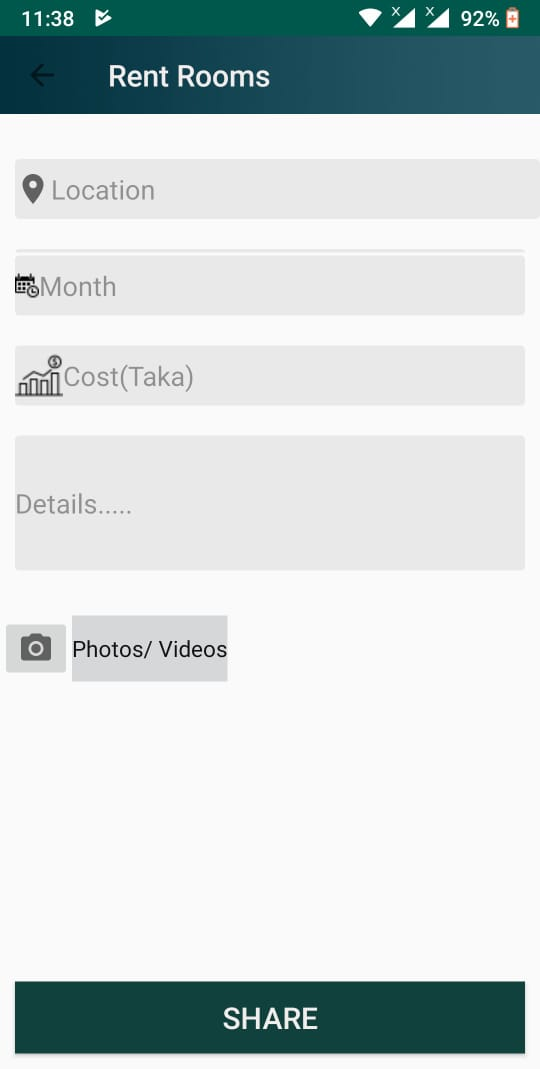 11:38
92%
Rent Rooms
Location
Month
Cost(Taka)
Details.....
Photos/ Videos
SHARE